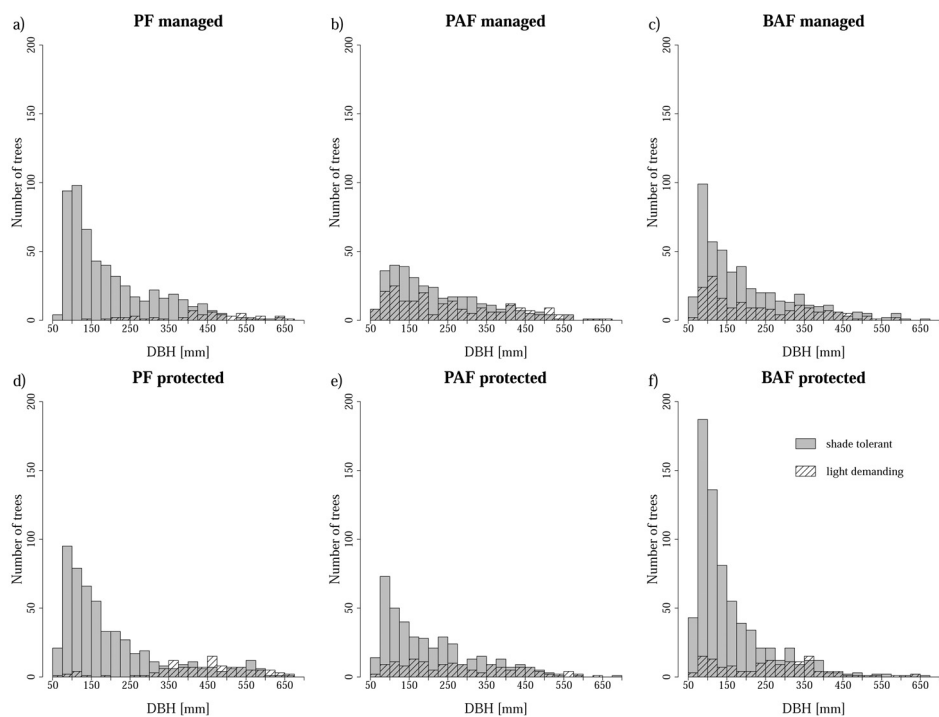 a) PF managed
b) PAF managed
c) BAF managed
Number of trees
200
150
100
50
0
50 150 250 350 450 550 650
DBH [mm]
Number of trees
200
150
100
50
0
50 150 250 350 450 550 650
DBH [mm]
Number of trees
200
150
100
50
0
50 150 250 350 450 550 650
DBH [mm]
d) PF protected
e) PAF protected
f) BAF protected
Number of trees
200
150
100
50
0
50 150 250 350 450 550 650
DBH [mm]
Number of trees
200
150
100
50
0
50 150 250 350 450 550 650
DBH [mm]
Number of trees
200
150
100
50
0
50 150 250 350 450 550 650
DBH [mm]
shade tolerant
light demanding